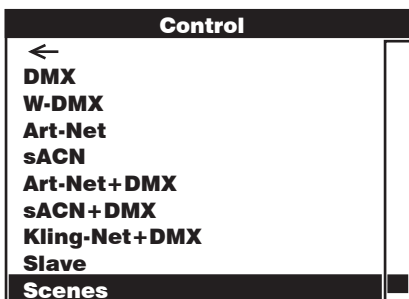 Control
←
DMX
W-DMX
Art-Net
sACN
Art-Net+DMX
sACN+DMX
Kling-Net+DMX
Slave
Scenes